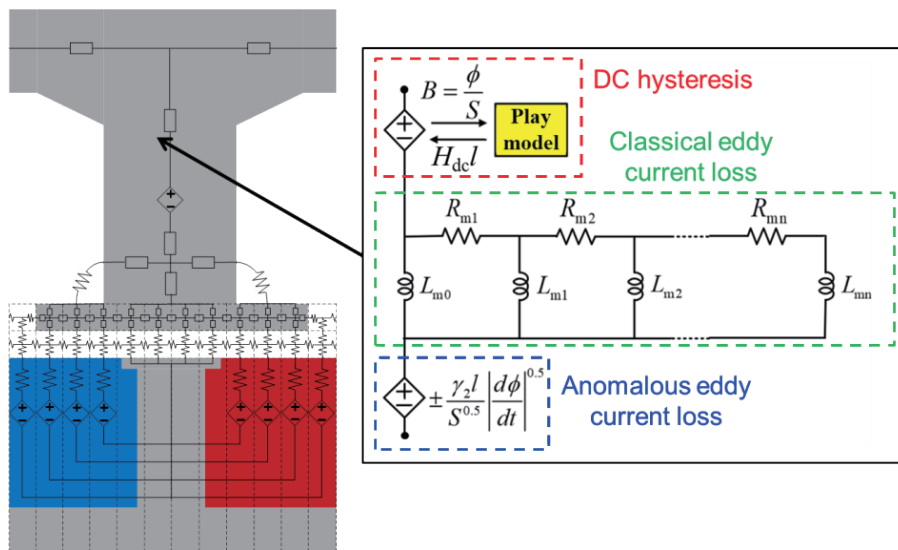 DC hysteresis
B = ϕ/S
Play
model
H_dc l
Classical eddy
current loss
R_m1 R_m2 R_mn
L_m0 L_m1 L_m2 L_mn
± γ_2 l / S^0.5 |dϕ/dt|^0.5
Anomalous eddy
current loss